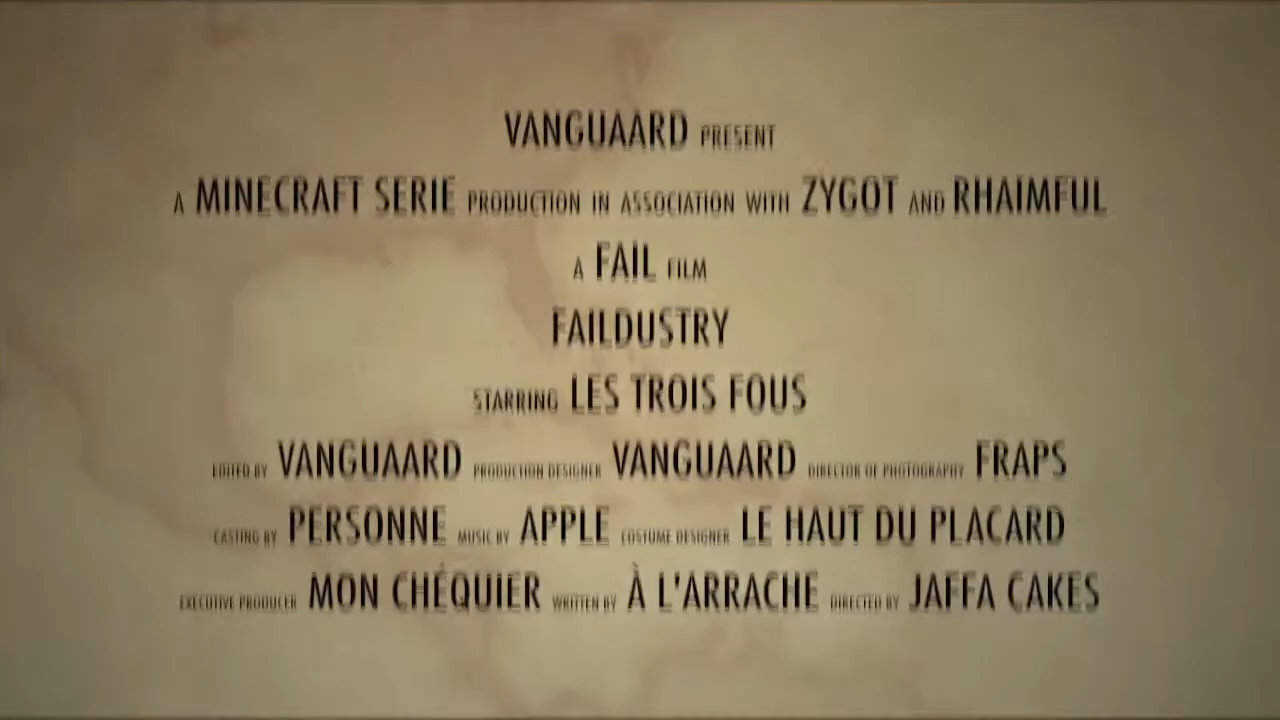 VANGUAARD PRESENT
A MINECRAFT SERIE PRODUCTION IN ASSOCIATION WITH ZYGOT AND RHAIMFUL
A FAIL FILM
FAILDUSTRY
STARRING LES TROIS FOUS
EDITED BY VANGUAARD PRODUCTION DESIGNER VANGUAARD DIRECTOR OF PHOTOGRAPHY FRAPS
CASTING BY PERSONNE MUSIC BY APPLE COSTUME DESIGNER LE HAUT DU PLACARD
EXECUTIVE PRODUCER MON CHÉQUIER WRITTEN BY À L'ARRACHE DIRECTED BY JAFFA CAKES